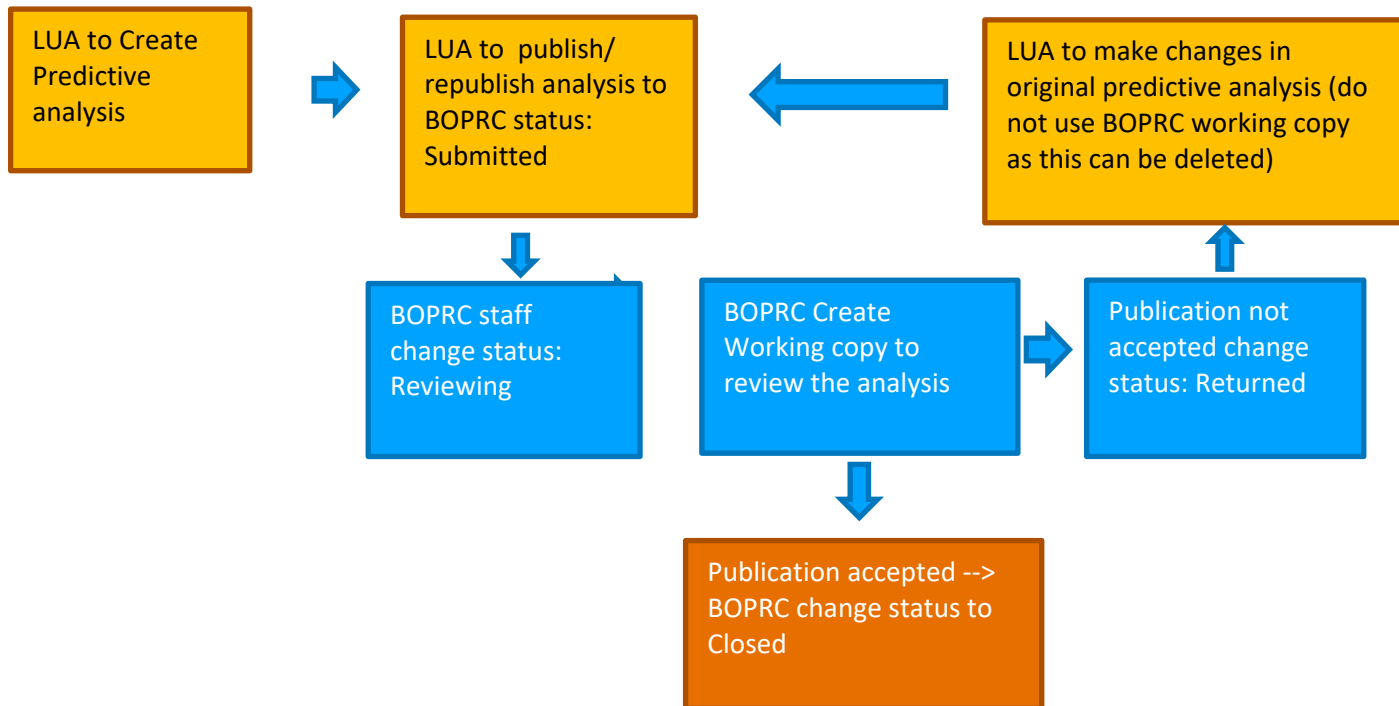 LUA to Create
Predictive
analysis
LUA to publish/
republish analysis to
BOPRC status:
Submitted
LUA to make changes in
original predictive analysis (do
not use BOPRC working copy
as this can be deleted)
BOPRC staff
change status:
Reviewing
BOPRC Create
Working copy to
review the analysis
Publication not
accepted change
status: Returned
Publication accepted -->
BOPRC change status to
Closed